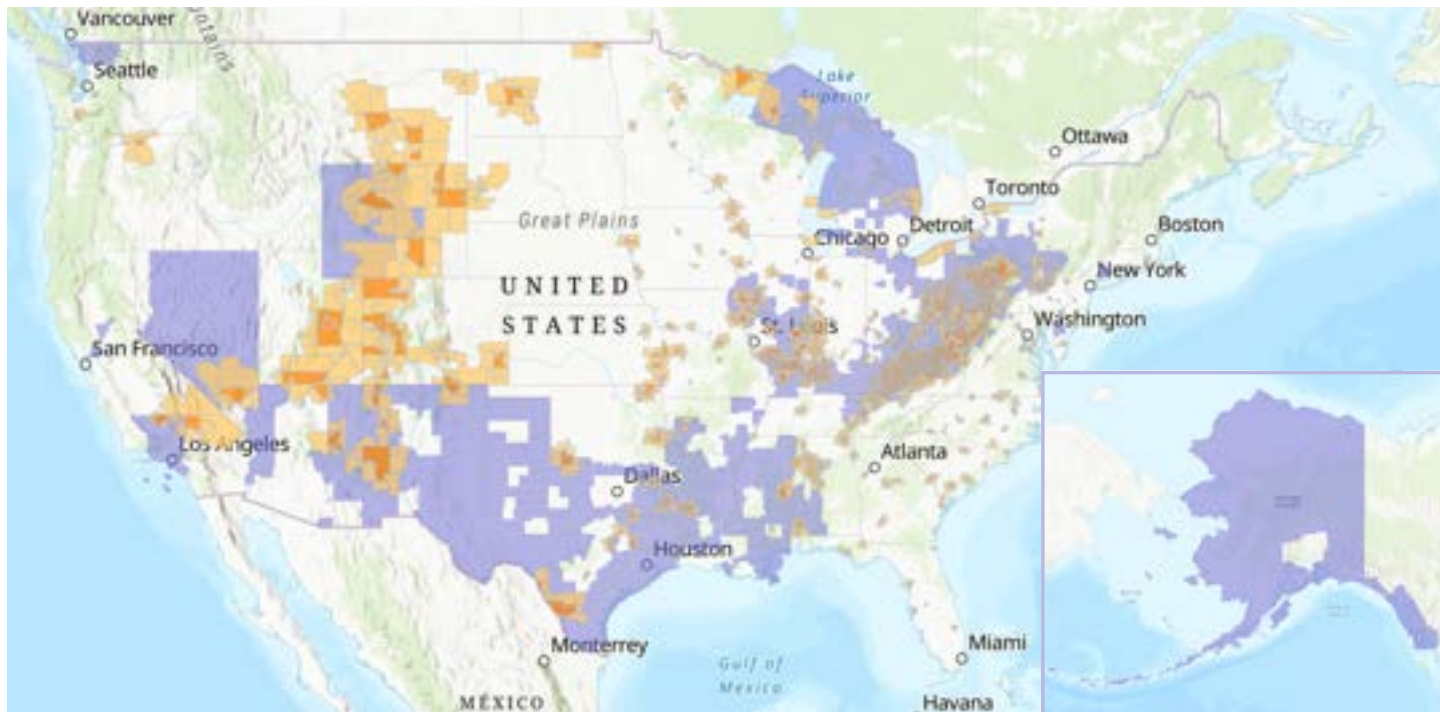 Vancouver
ntains
Seattle
Lake
Superior
Ottawa
Toronto
Great Plains
Detroit
Boston
Chicago
New York
UNITED
STATES
St. Louis
Washington
San Francisco
Los Angeles
Atlanta
Dallas
Houston
Monterrey
Miami
Gulf of
Mexico
MÉXICO
Havana